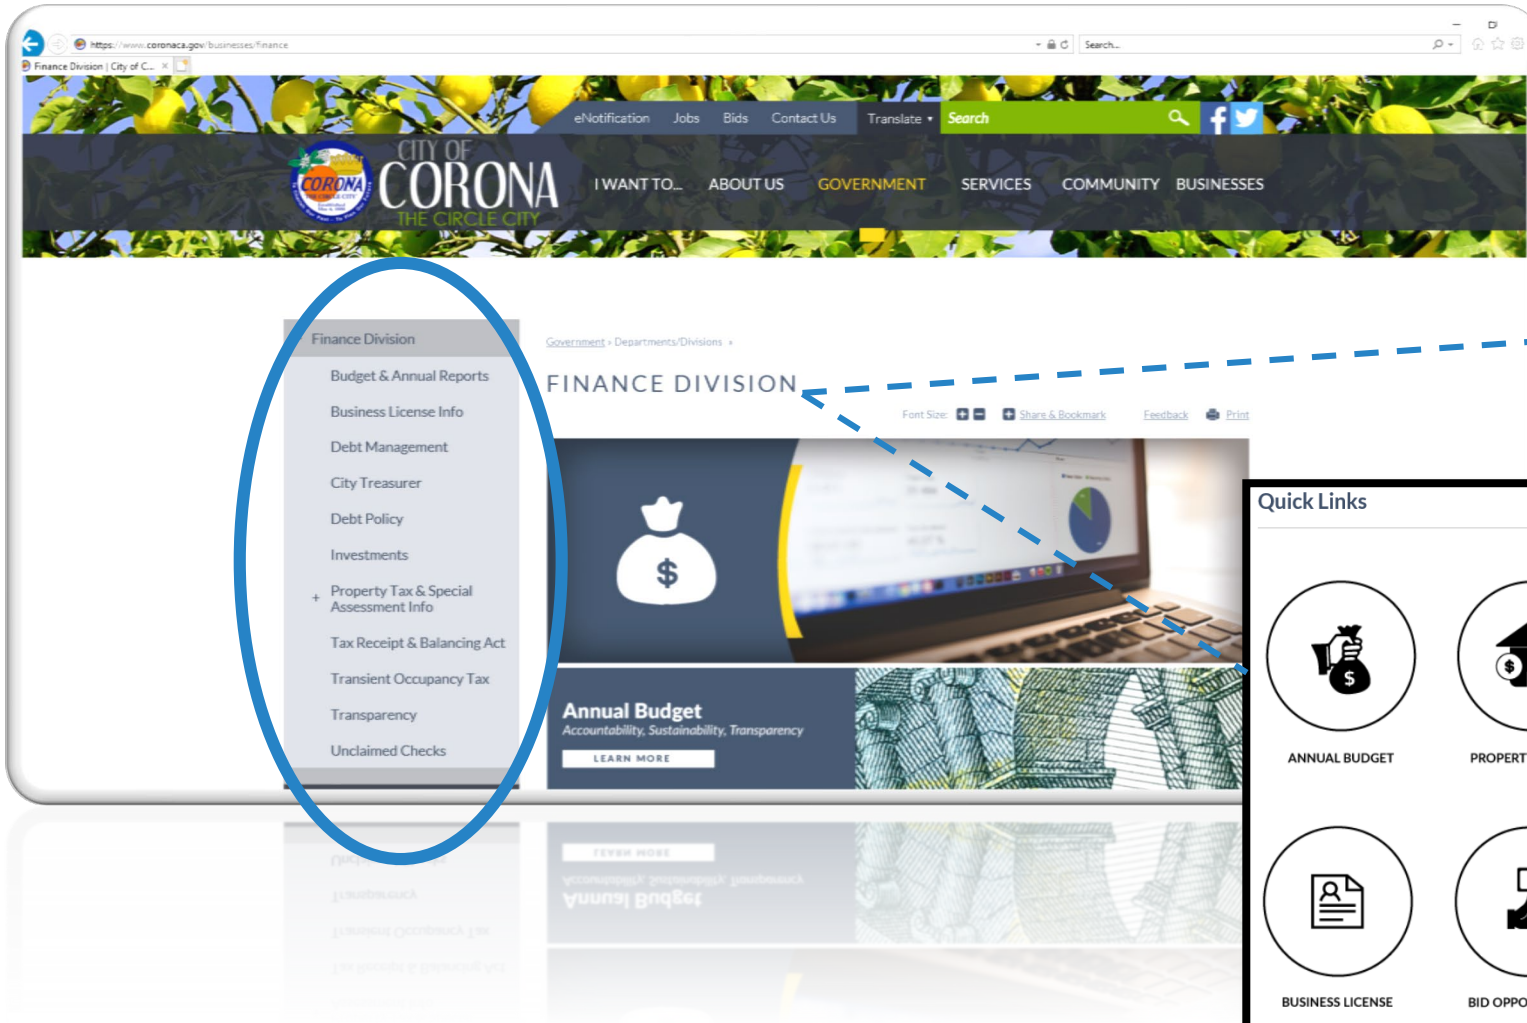 https://www.coronaca.gov/businesses/finance
Search...
Finance Division | City of C...
eNotification Jobs Bids Contact Us Translate Search
CITY OF
CORONA
THE CIRCLE CITY
CORONA
I WANT TO... ABOUT US GOVERNMENT SERVICES COMMUNITY BUSINESSES
Finance Division
Budget & Annual Reports
Business License Info
Debt Management
City Treasurer
Debt Policy
Investments
+ Property Tax & Special
Assessment Info
Tax Receipt & Balancing Act
Transient Occupancy Tax
Transparency
Unclaimed Checks
Government › Departments/Divisions ›
FINANCE DIVISION
Font Size: + - + Share & Bookmark Feedback Print
$
Annual Budget
Accountability, Sustainability, Transparency
LEARN MORE
Quick Links
$
$
ANNUAL BUDGET
PROPERT
BUSINESS LICENSE
BID OPPO